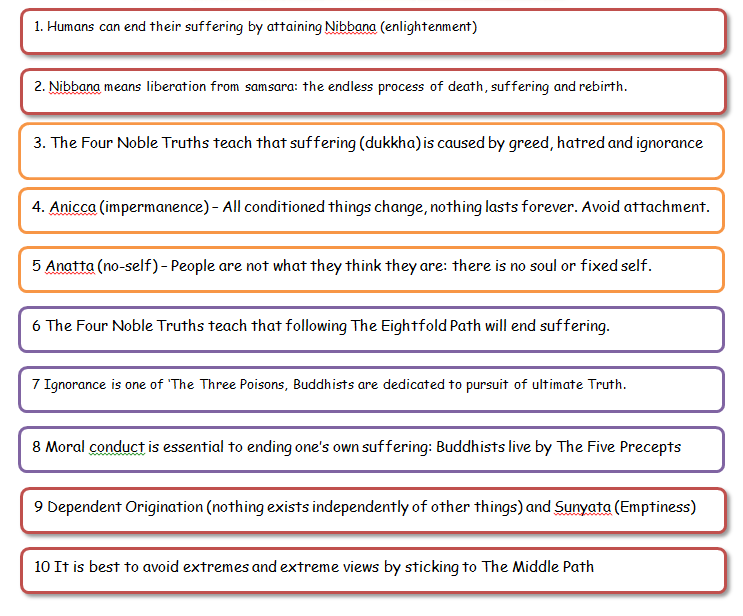 1. Humans can end their suffering by attaining Nibbana (enlightenment)
2. Nibbana means liberation from samsara: the endless process of death, suffering and rebirth.
3. The Four Noble Truths teach that suffering (dukkha) is caused by greed, hatred and ignorance
4. Anicca (impermanence) – All conditioned things change, nothing lasts forever. Avoid attachment.
5 Anatta (no-self) – People are not what they think they are: there is no soul or fixed self.
6 The Four Noble Truths teach that following The Eightfold Path will end suffering.
7 Ignorance is one of ‘The Three Poisons, Buddhists are dedicated to pursuit of ultimate Truth.
8 Moral conduct is essential to ending one’s own suffering: Buddhists live by The Five Precepts
9 Dependent Origination (nothing exists independently of other things) and Sunyata (Emptiness)
10 It is best to avoid extremes and extreme views by sticking to The Middle Path